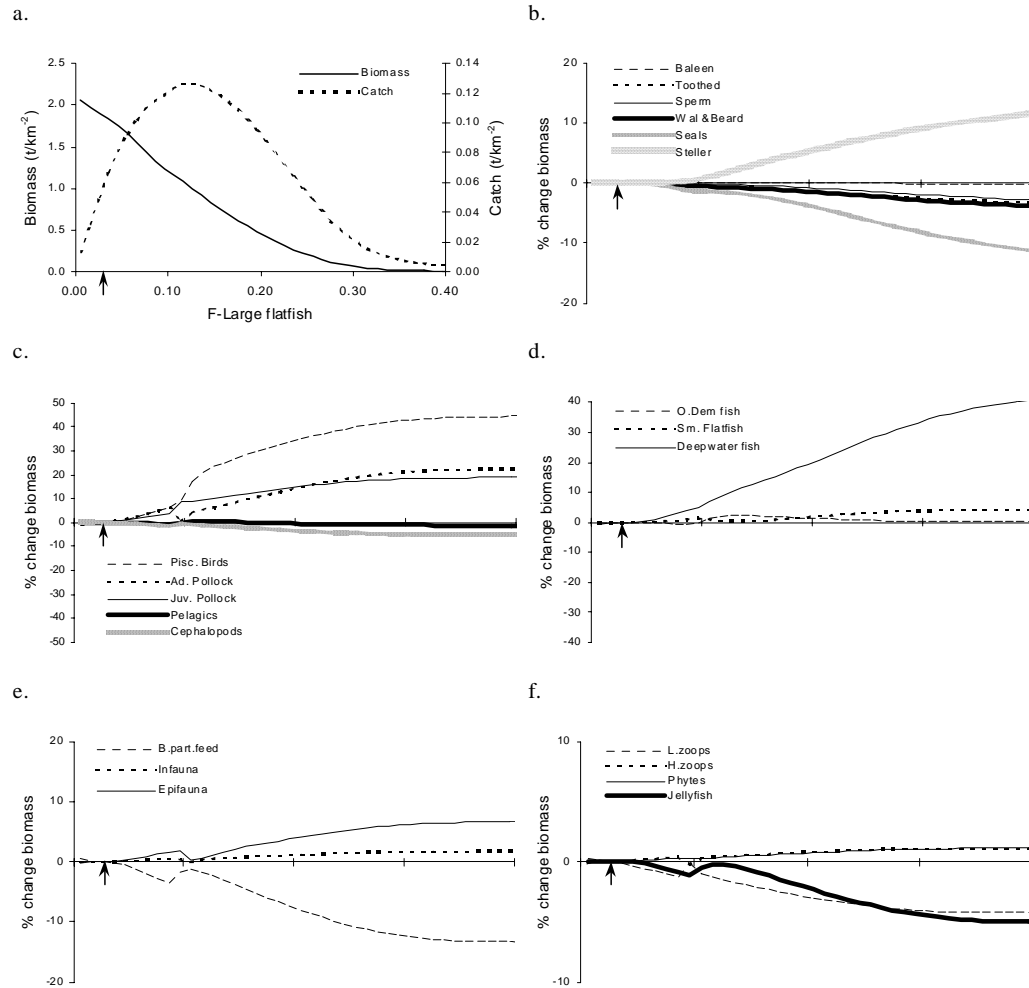 a.
2.5
2.0
1.5
1.0
0.5
0.0
Biomass (t/km-2)
Biomass
Catch
0.14
0.12
0.10
0.08
0.06
0.04
0.02
0.00
Catch (t/km-2)
0.00 0.10 0.20 0.30 0.40
F-Large flatfish
b.
20
10
0
-10
-20
% change biomass
Baleen
Toothed
Sperm
Wal &Beard
Seals
Steller
c.
50
40
30
20
10
0
-10
-20
-30
-40
-50
% change biomass
Pisc. Birds
Ad. Pollock
Juv. Pollock
Pelagics
Cephalopods
d.
40
30
20
10
0
-10
-20
-30
-40
% change biomass
O.Dem fish
Sm. Flatfish
Deepwater fish
e.
20
10
0
-10
-20
% change biomass
B.part.feed
Infauna
Epifauna
f.
10
0
-10
% change biomass
L.zoops
H.zoops
Phytes
Jellyfish